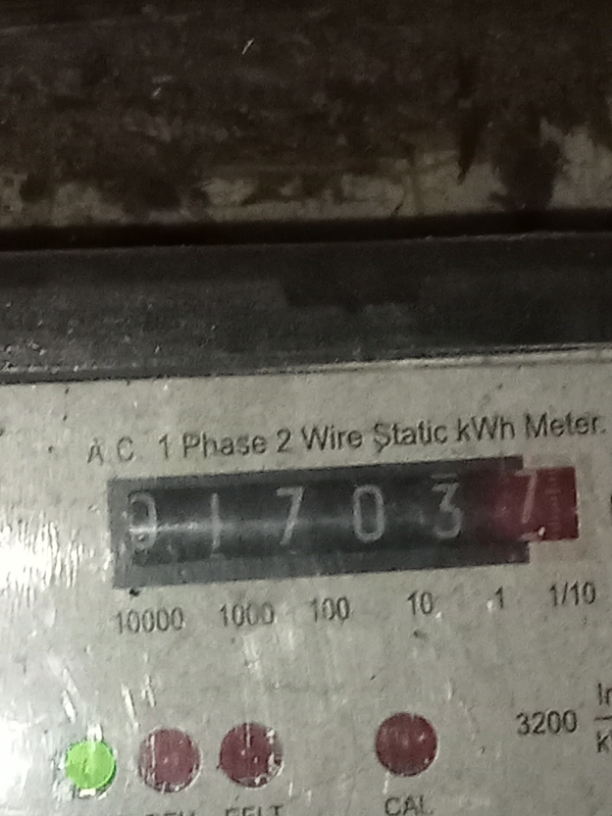 A.C. 1 Phase 2 Wire Static kWh Meter.
0 1 7 0 3 7
10000 1000 100 10 1 1/10
3200
CAL